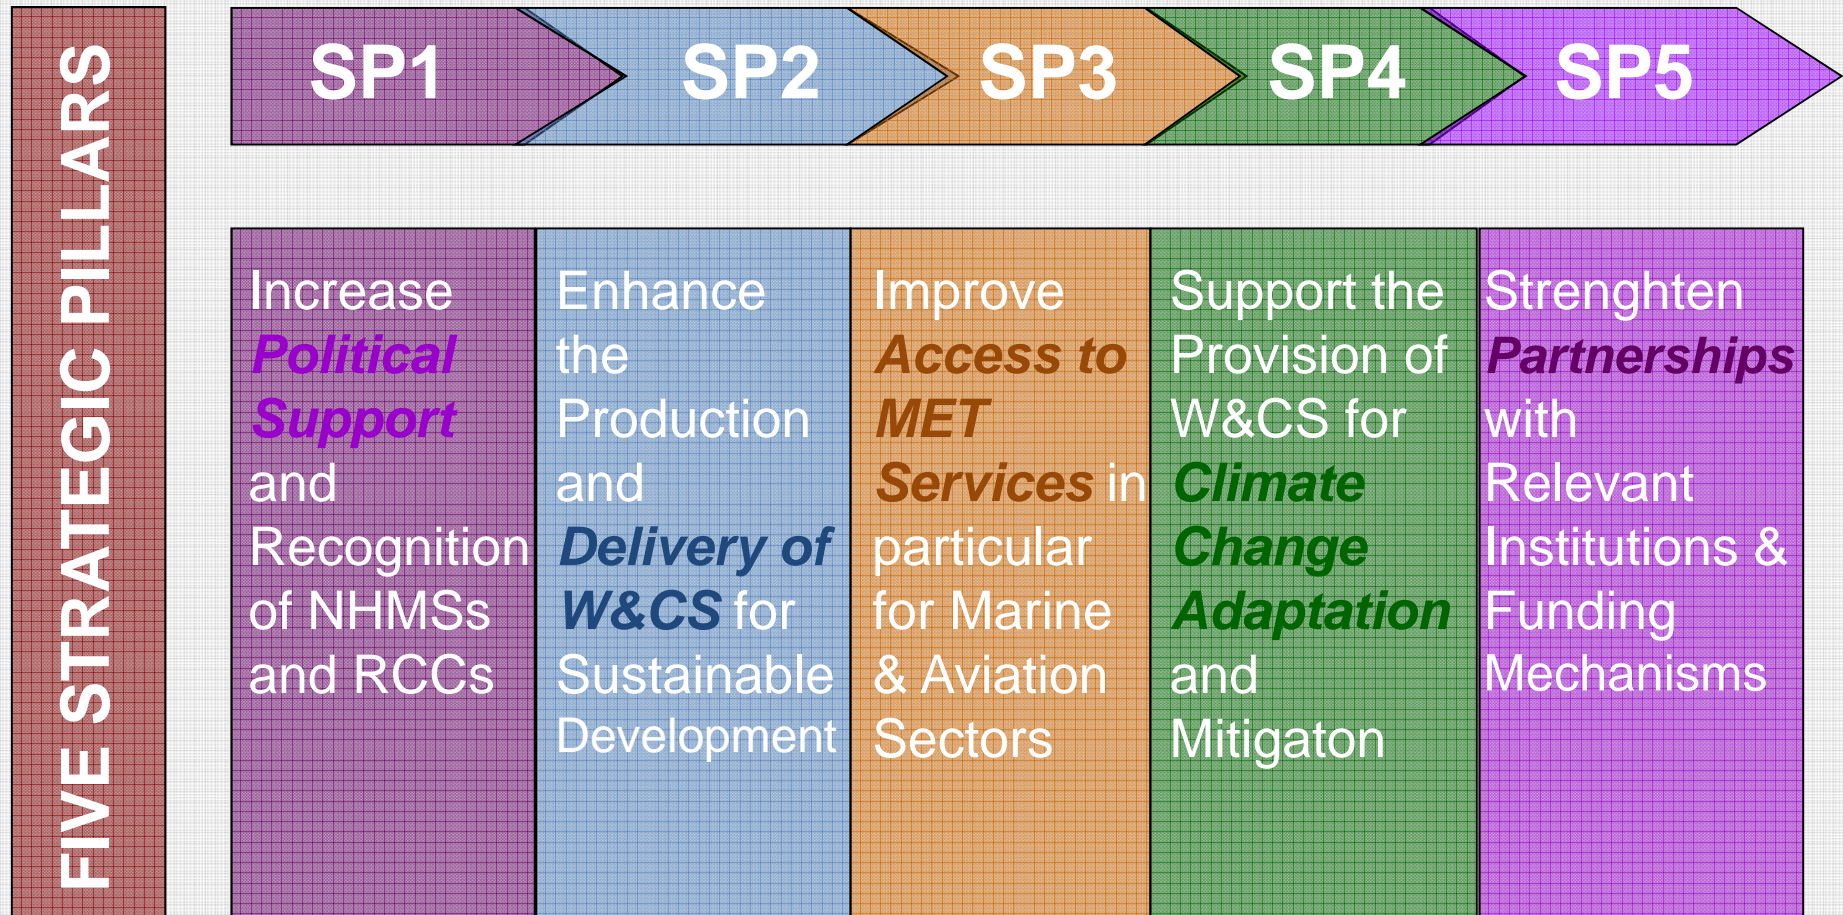 FIVE STRATEGIC PILLARS
SP1
SP2
SP3
SP4
SP5
Increase
Political
Support
and
Recognition
of NHMSs
and RCCs
Enhance
the
Production
and
Delivery of
W&CS for
Sustainable
Development
Improve
Access to
MET
Services in
particular
for Marine
& Aviation
Sectors
Support the
Provision of
W&CS for
Climate
Change
Adaptation
and
Mitigaton
Strenghten
Partnerships
with
Relevant
Institutions &
Funding
Mechanisms